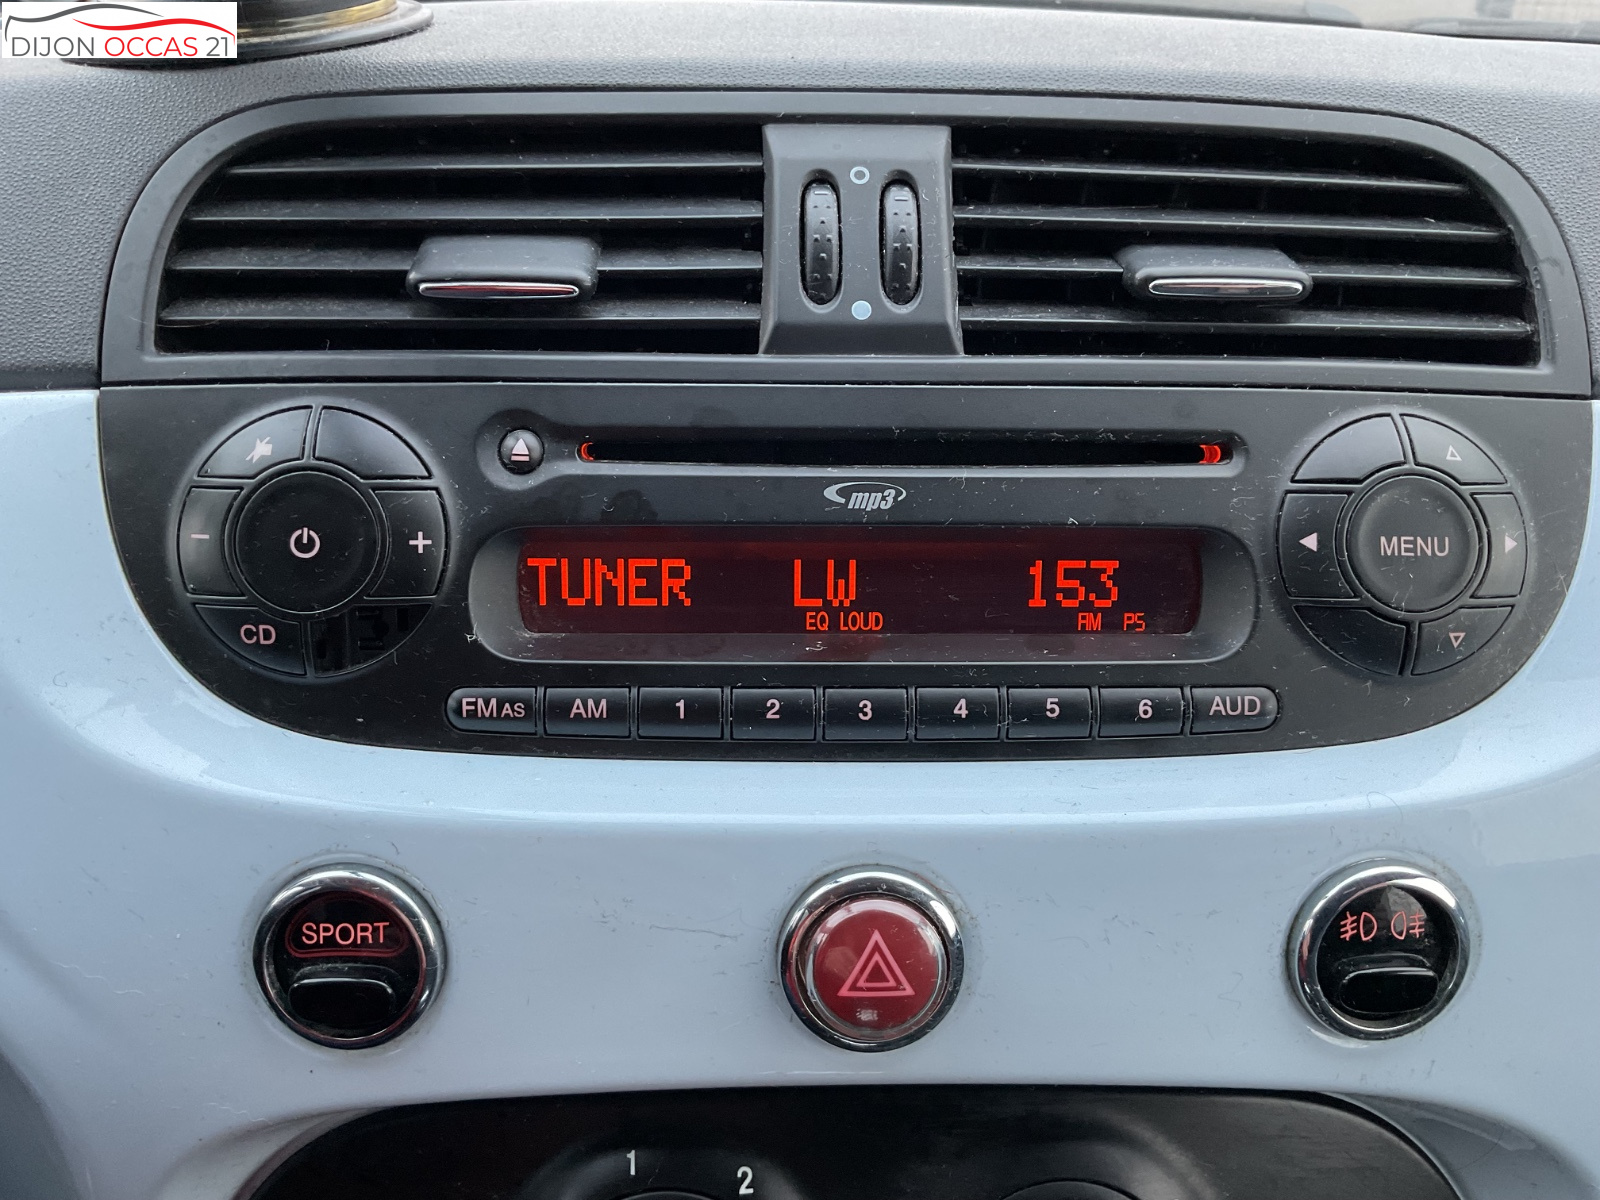 DIJON OCCAS 21
mp3
TUNER LW 153
EQ LOUD AM PS
- + MENU
CD
FM AS AM 1 2 3 4 5 6 AUD
SPORT
1
2